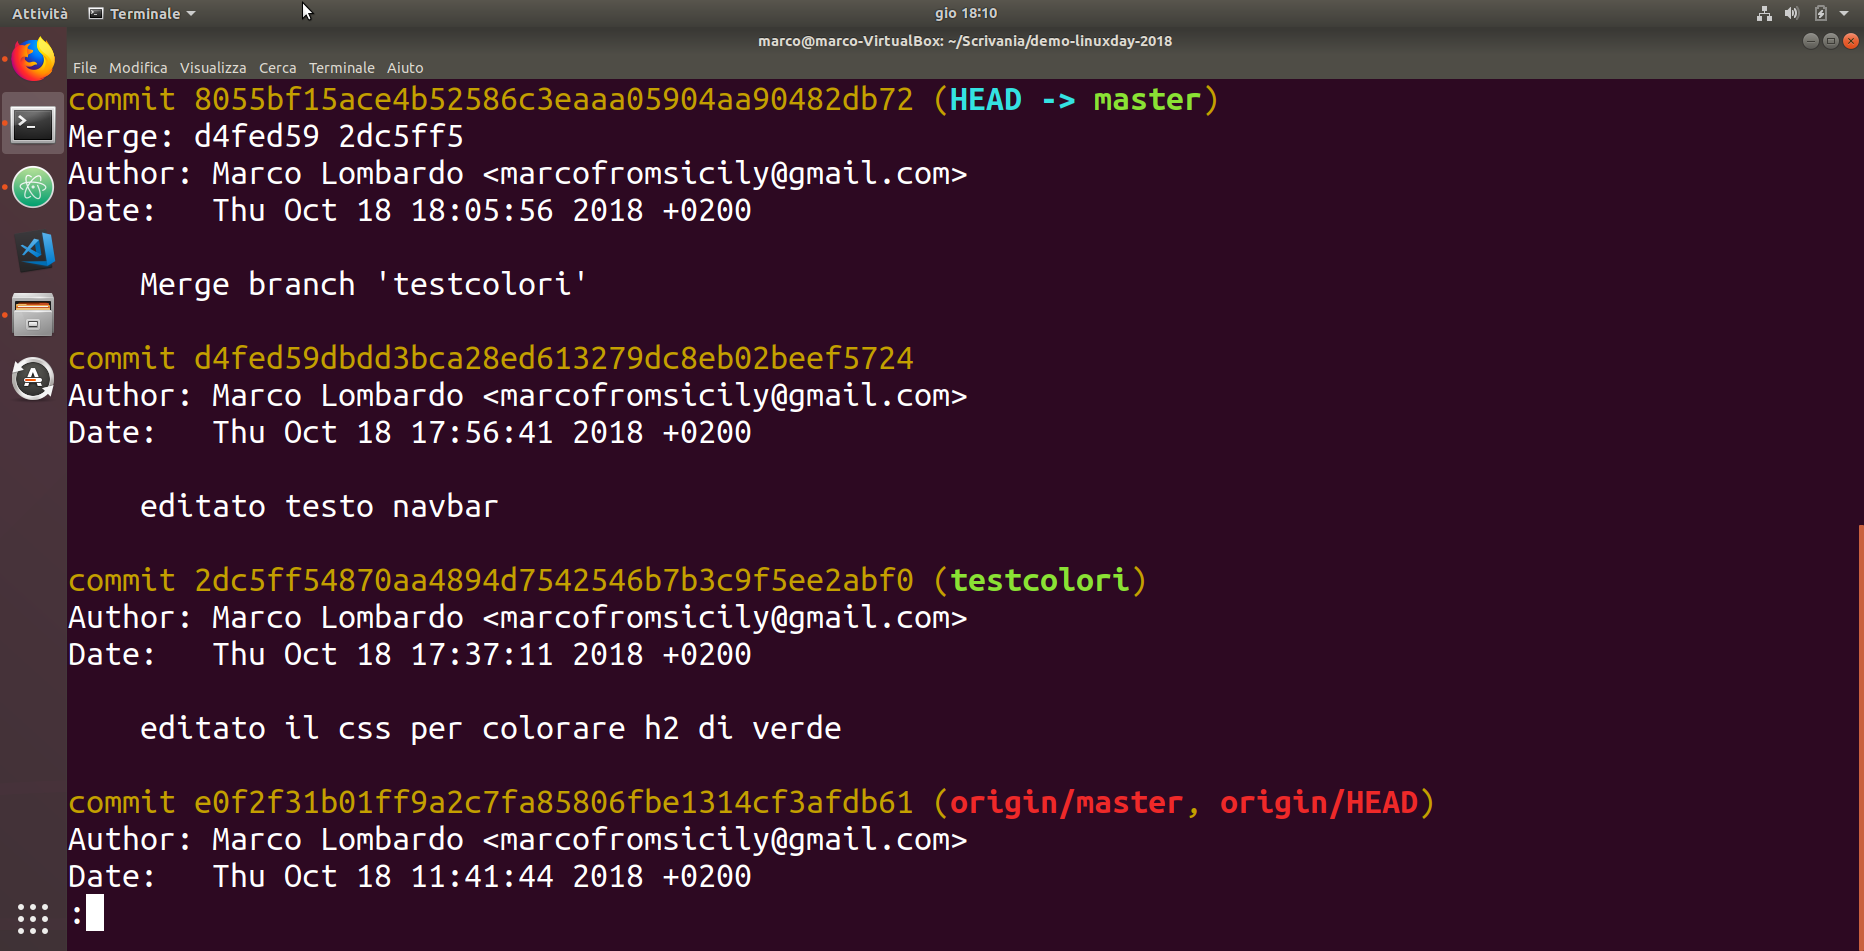 Attività Terminale gio 18:10
marco@marco-VirtualBox: ~/Scrivania/demo-linuxday-2018
File Modifica Visualizza Cerca Terminale Aiuto
commit 8055bf15ace4b52586c3eaaa05904aa90482db72 (HEAD -> master)
Merge: d4fed59 2dc5ff5
Author: Marco Lombardo <marcofromsicily@gmail.com>
Date:   Thu Oct 18 18:05:56 2018 +0200
    Merge branch 'testcolori'
commit d4fed59dbdd3bca28ed613279dc8eb02beef5724
Author: Marco Lombardo <marcofromsicily@gmail.com>
Date:   Thu Oct 18 17:56:41 2018 +0200
    editato testo navbar
commit 2dc5ff54870aa4894d7542546b7b3c9f5ee2abf0 (testcolori)
Author: Marco Lombardo <marcofromsicily@gmail.com>
Date:   Thu Oct 18 17:37:11 2018 +0200
    editato il css per colorare h2 di verde
commit e0f2f31b01ff9a2c7fa85806fbe1314cf3afdb61 (origin/master, origin/HEAD)
Author: Marco Lombardo <marcofromsicily@gmail.com>
Date:   Thu Oct 18 11:41:44 2018 +0200
: